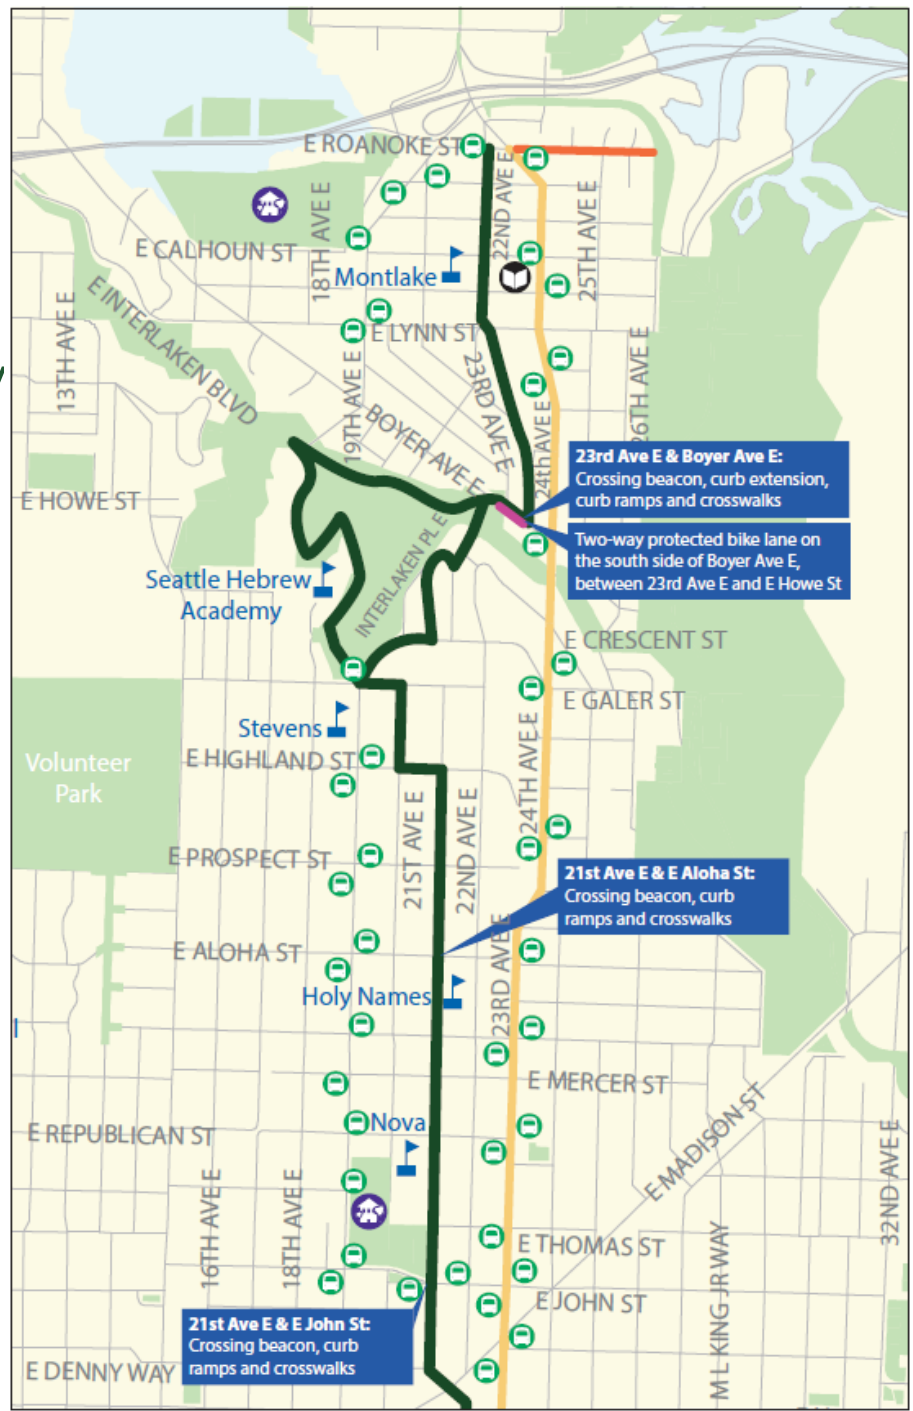 E ROANOKE ST
22ND AVE E
18TH AVE E
25TH AVE E
E CALHOUN ST
Montlake
E INTERLAKEN BLVD
13TH AVE E
E LYNN ST
19TH AVE E
23RD AVE E
26TH AVE E
BOYER AVE E
24th AVE E
23rd Ave E & Boyer Ave E:
Crossing beacon, curb extension,
curb ramps and crosswalks
E HOWE ST
Two-way protected bike lane on
the south side of Boyer Ave E,
between 23rd Ave E and E Howe St
INTERLAKEN PL E
Seattle Hebrew
Academy
E CRESCENT ST
E GALER ST
Stevens
24TH AVE E
Volunteer
Park
E HIGHLAND ST
21ST AVE E
22ND AVE E
E PROSPECT ST
21st Ave E & E Aloha St:
Crossing beacon, curb
ramps and crosswalks
E ALOHA ST
23RD AVE E
Holy Names
E MERCER ST
E MADISON ST
Nova
E REPUBLICAN ST
32ND AVE E
16TH AVE E
18TH AVE E
E THOMAS ST
M L KING JR WAY
E JOHN ST
21st Ave E & E John St:
Crossing beacon, curb
ramps and crosswalks
E DENNY WAY